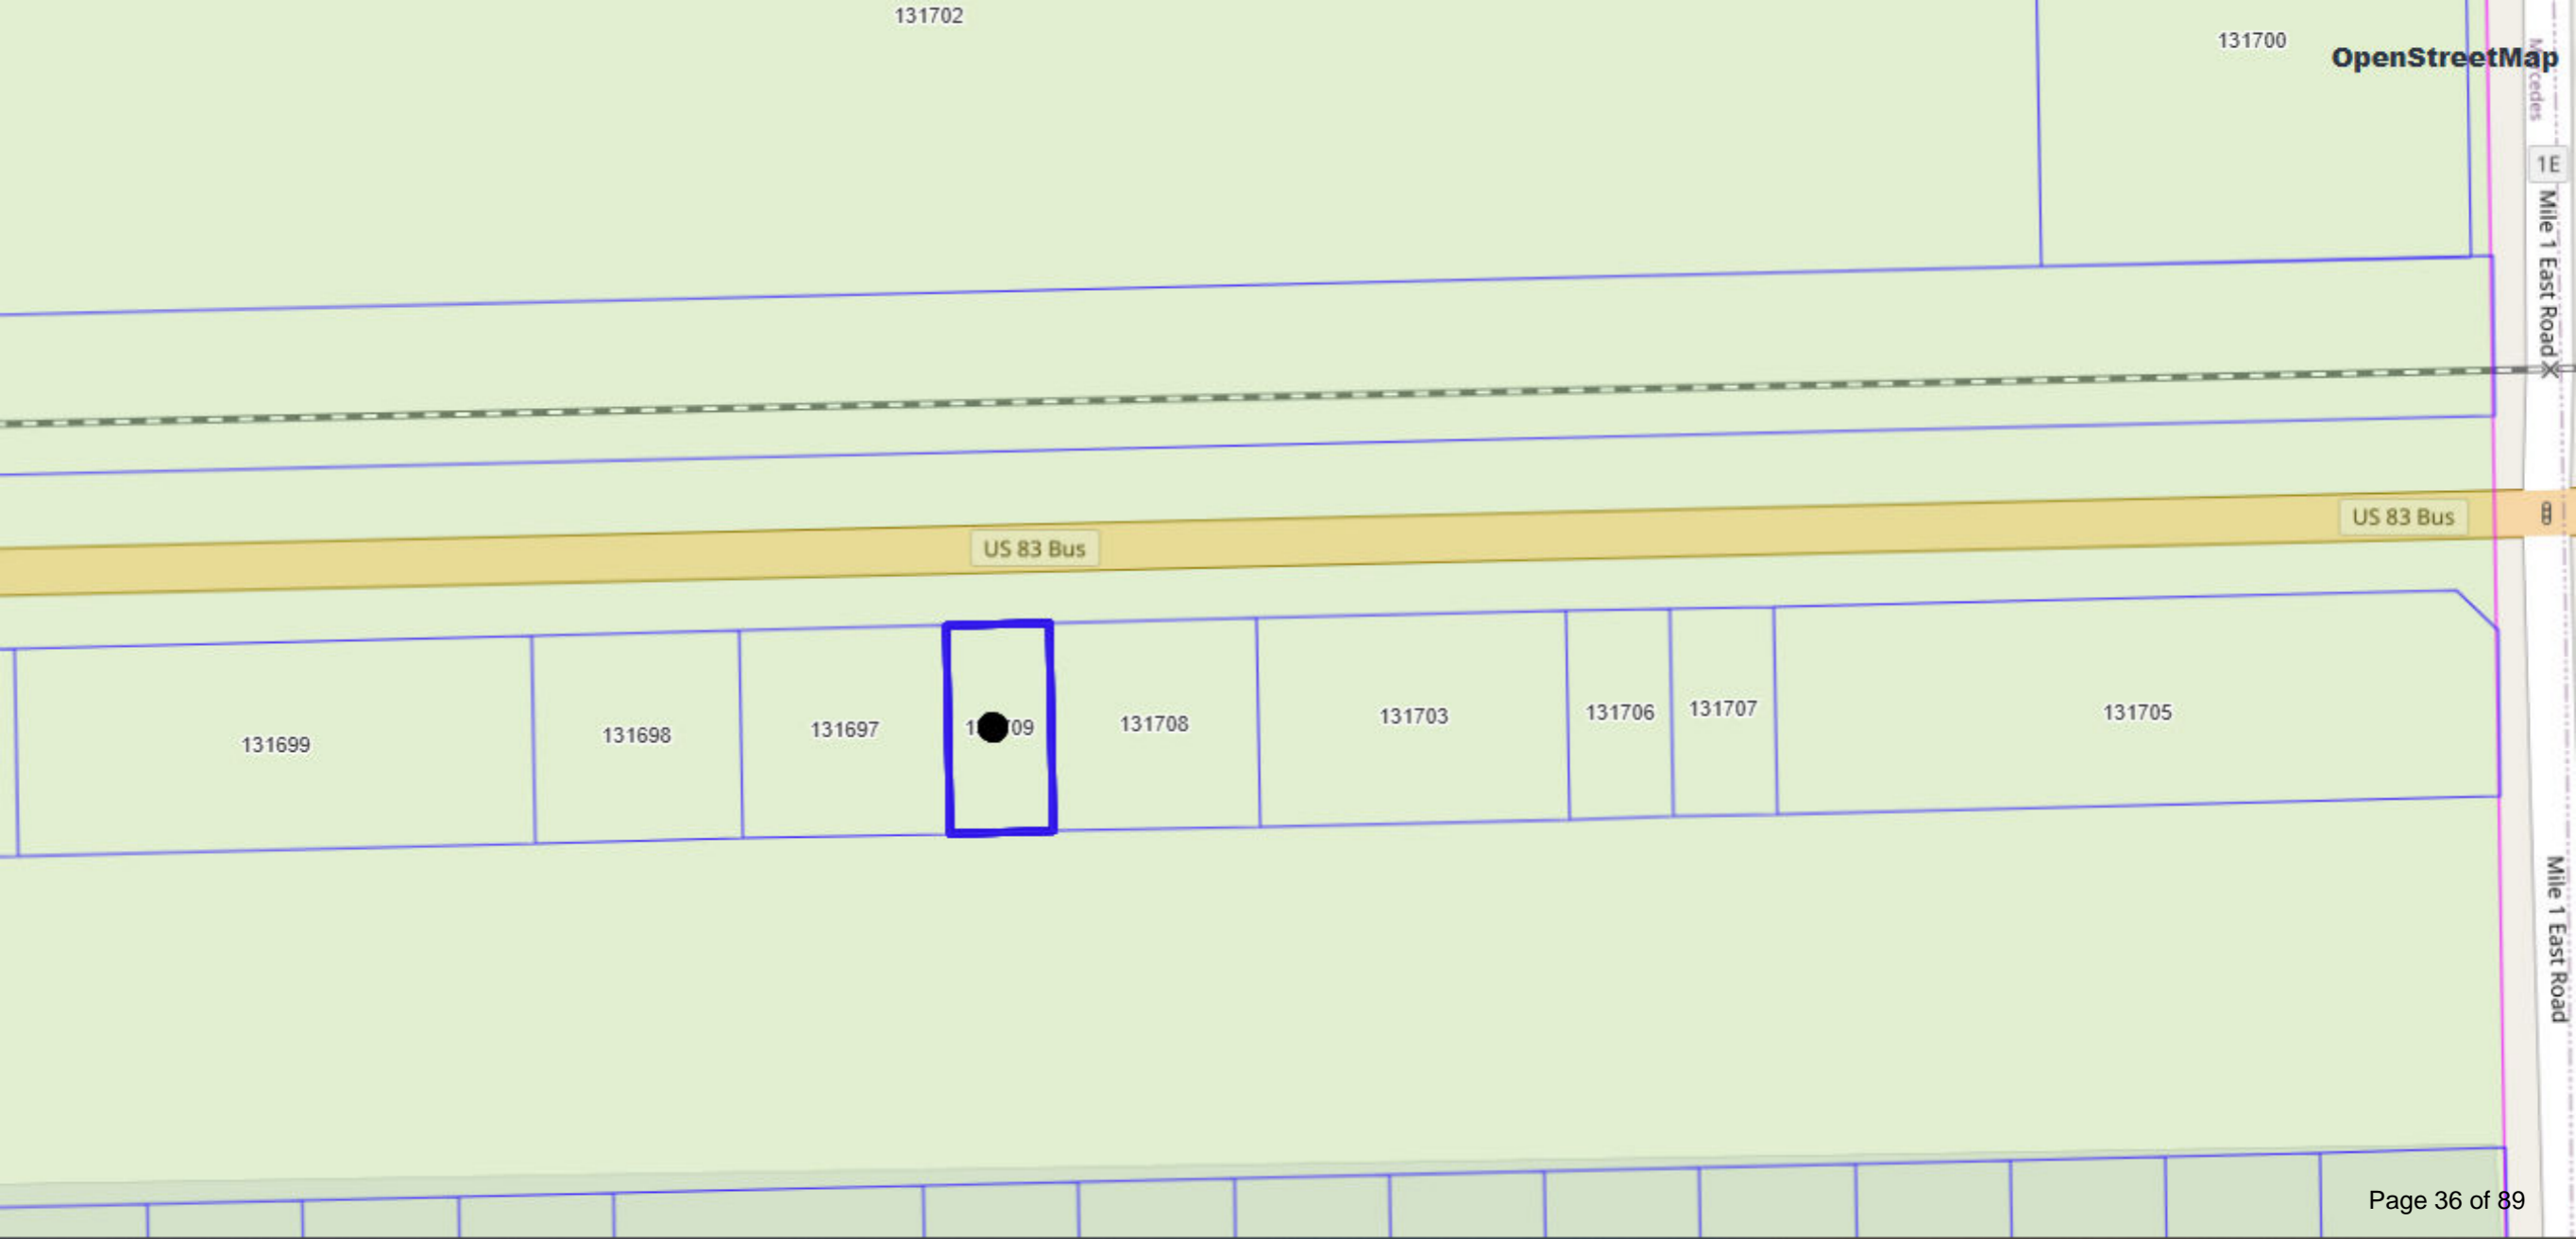 131702
131700
OpenStreetMap
Mercedes
1E
Mile 1 East Road
US 83 Bus
US 83 Bus
131699
131698
131697
131708
131703
131706
131707
131705
Mile 1 East Road
Page 36 of 89